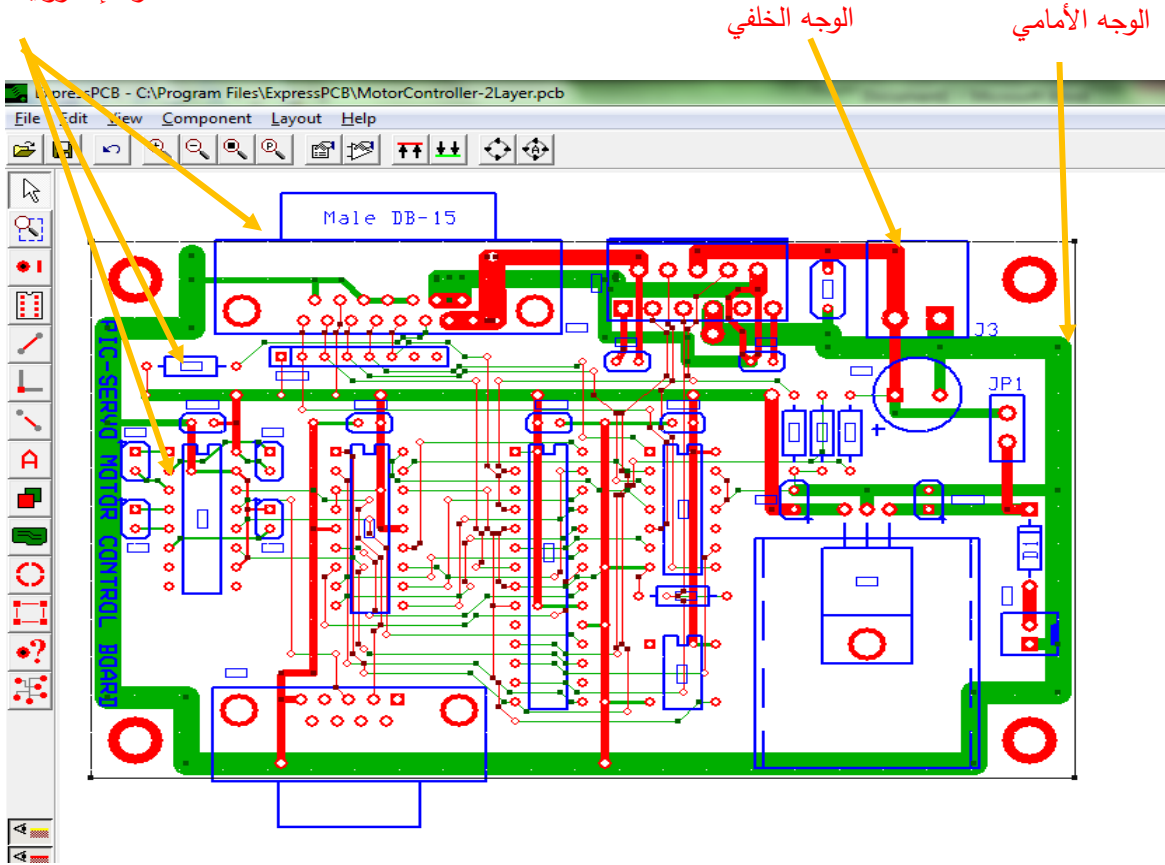 الوجه الخلفي
الوجه الأمامي
ExpressPCB - C:\Program Files\ExpressPCB\MotorController-2Layer.pcb
File Edit View Component Layout Help
Male DB-15
J3
JP1
D1
PIC-SERVO MOTOR CONTROL BOARD